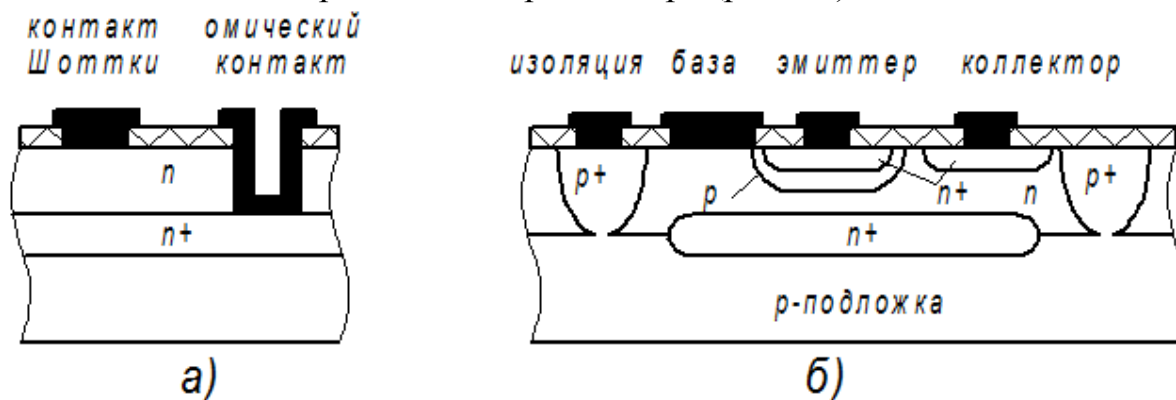 контакт Шоттки
омический контакт
n
n+
а)
изоляция база эмиттер коллектор
p+
p
n+
n
p+
n+
р-подложка
б)